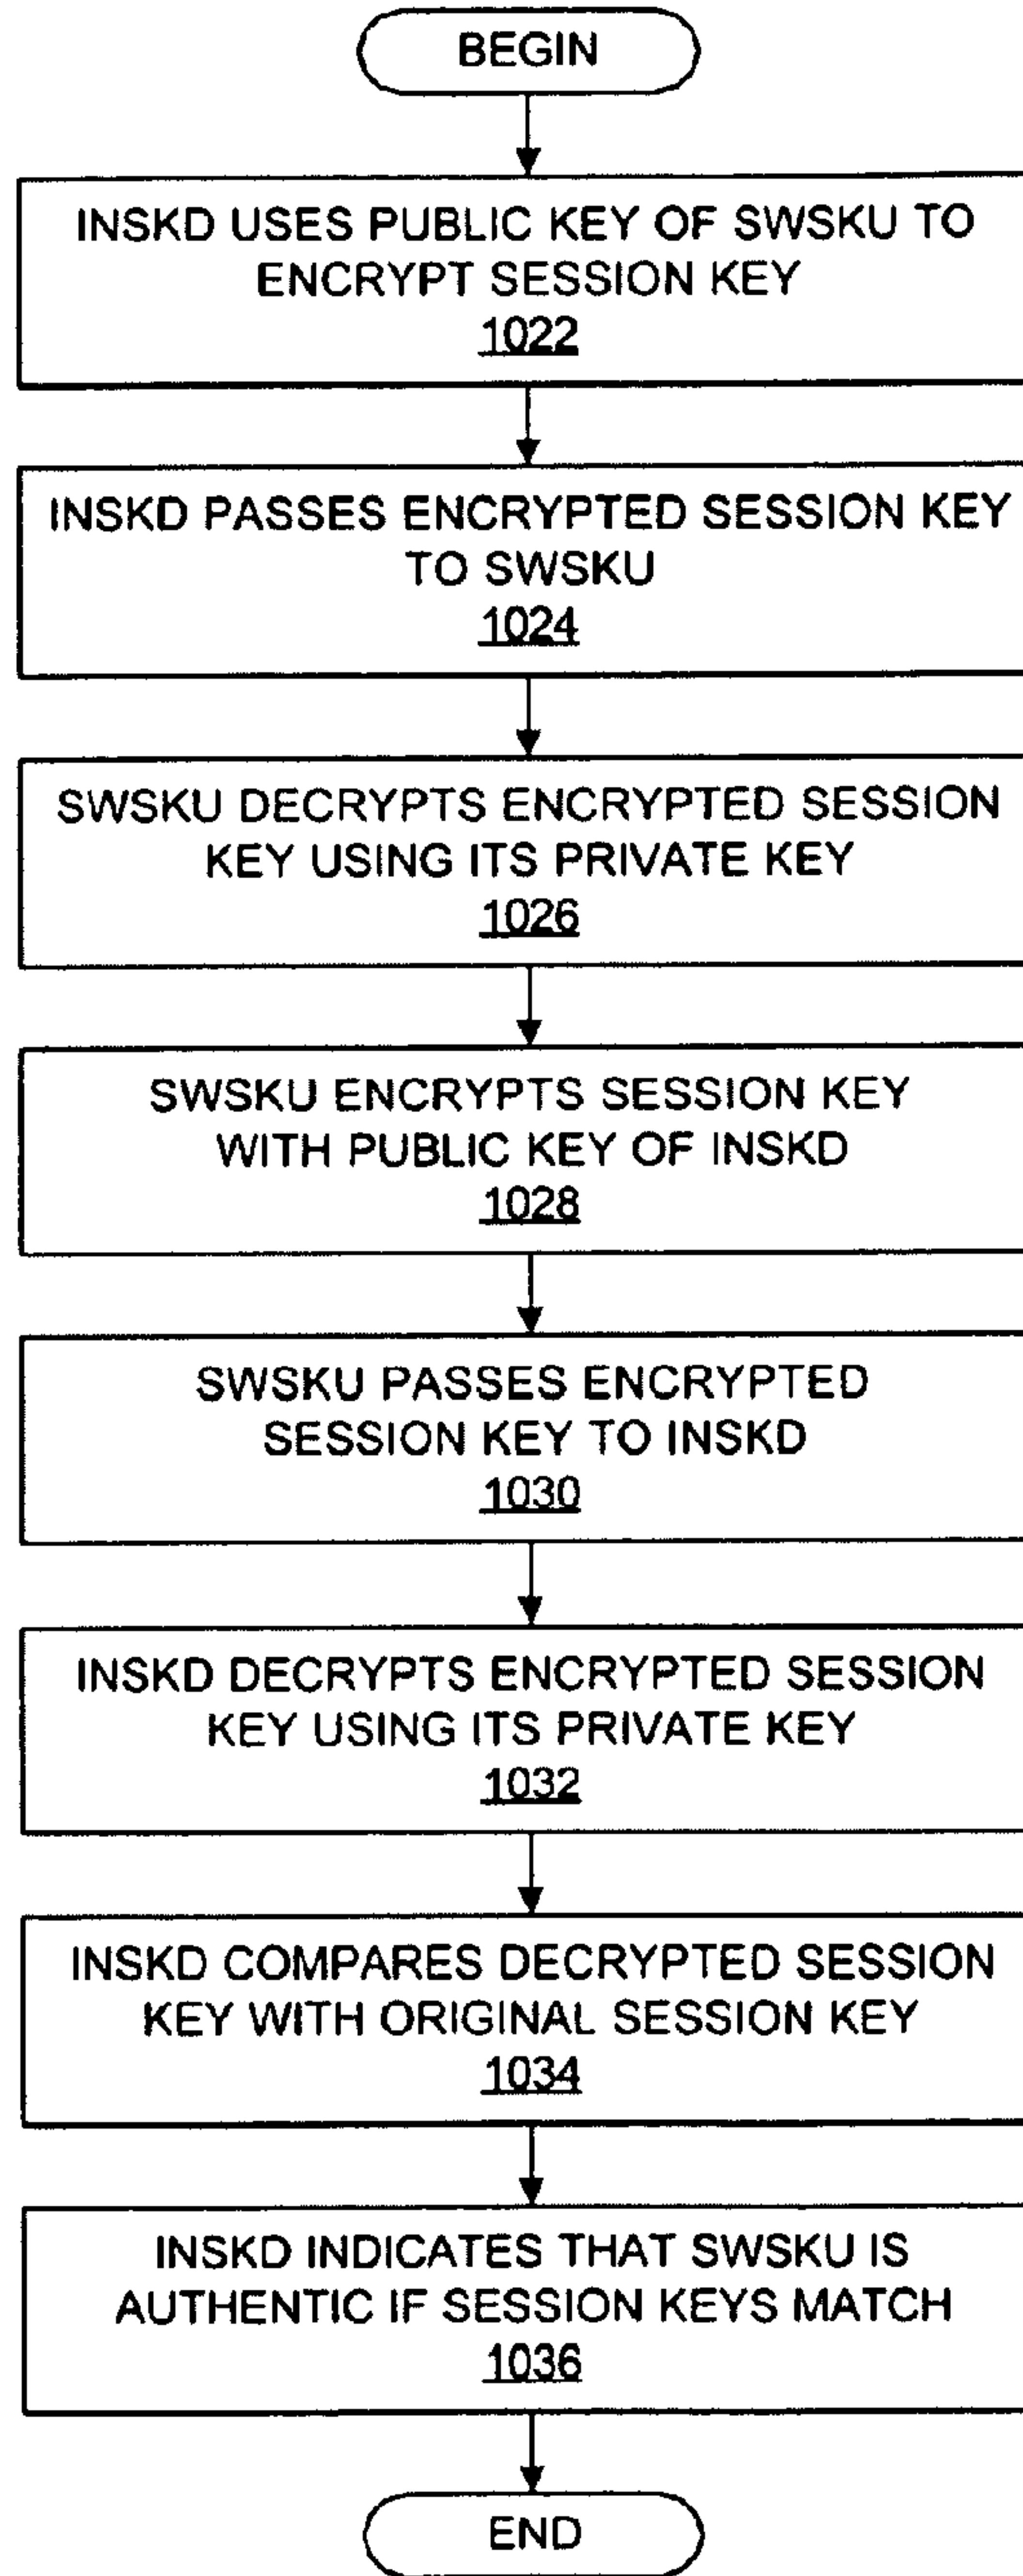 BEGIN
INSKD USES PUBLIC KEY OF SWSKU TO
ENCRYPT SESSION KEY
1022
INSKD PASSES ENCRYPTED SESSION KEY
TO SWSKU
1024
SWSKU DECRYPTS ENCRYPTED SESSION
KEY USING ITS PRIVATE KEY
1026
SWSKU ENCRYPTS SESSION KEY
WITH PUBLIC KEY OF INSKD
1028
SWSKU PASSES ENCRYPTED
SESSION KEY TO INSKD
1030
INSKD DECRYPTS ENCRYPTED SESSION
KEY USING ITS PRIVATE KEY
1032
INSKD COMPARES DECRYPTED SESSION
KEY WITH ORIGINAL SESSION KEY
1034
INSKD INDICATES THAT SWSKU IS
AUTHENTIC IF SESSION KEYS MATCH
1036
END